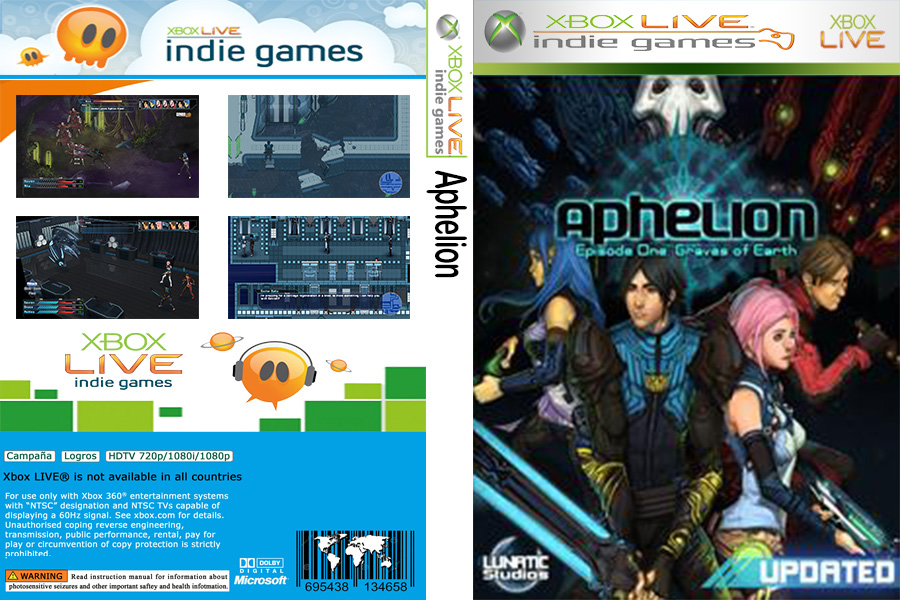 XBOX LIVE
indie games
XBOX LIVE
indie games
Campaña Logros HDTV 720p/1080i/1080p
Xbox LIVE® is not available in all countries
For use only with Xbox 360® entertainment systems
with “NTSC” designation and NTSC TVs capable of
displaying a 60Hz signal. See xbox.com for details.
Unauthorised coping reverse engineering,
transmission, public performance, rental, pay for
play or circumvention of copy protection is strictly
prohibited.
WARNING Read instruction manual for information about
photosensitive seizures and other important saftey and health infotmation.
DOLBY
DIGITAL
Microsoft®
695438 134658
XBOX LIVE
indie games
Aphelion
XBOX LIVE
indie games
XBOX
LIVE
APHELION
Episode One: Graves of Earth
LUNATIC
Studios
UPDATED